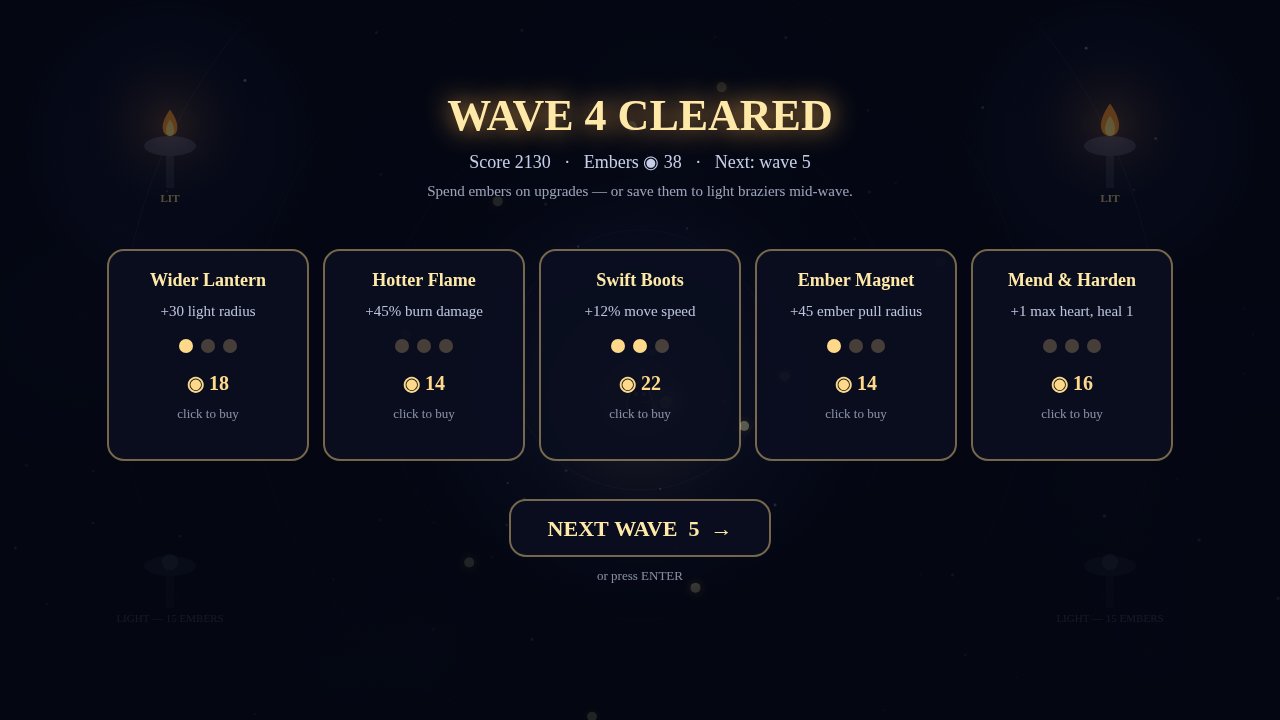 WAVE 4 CLEARED
Score 2130 · Embers ◉ 38 · Next: wave 5
Spend embers on upgrades — or save them to light braziers mid-wave.
LIT
LIT
Wider Lantern
+30 light radius
◉ 18
click to buy
Hotter Flame
+45% burn damage
◉ 14
click to buy
Swift Boots
+12% move speed
◉ 22
click to buy
Ember Magnet
+45 ember pull radius
◉ 14
click to buy
Mend & Harden
+1 max heart, heal 1
◉ 16
click to buy
NEXT WAVE 5 →
or press ENTER
LIGHT — 15 EMBERS
LIGHT — 15 EMBERS